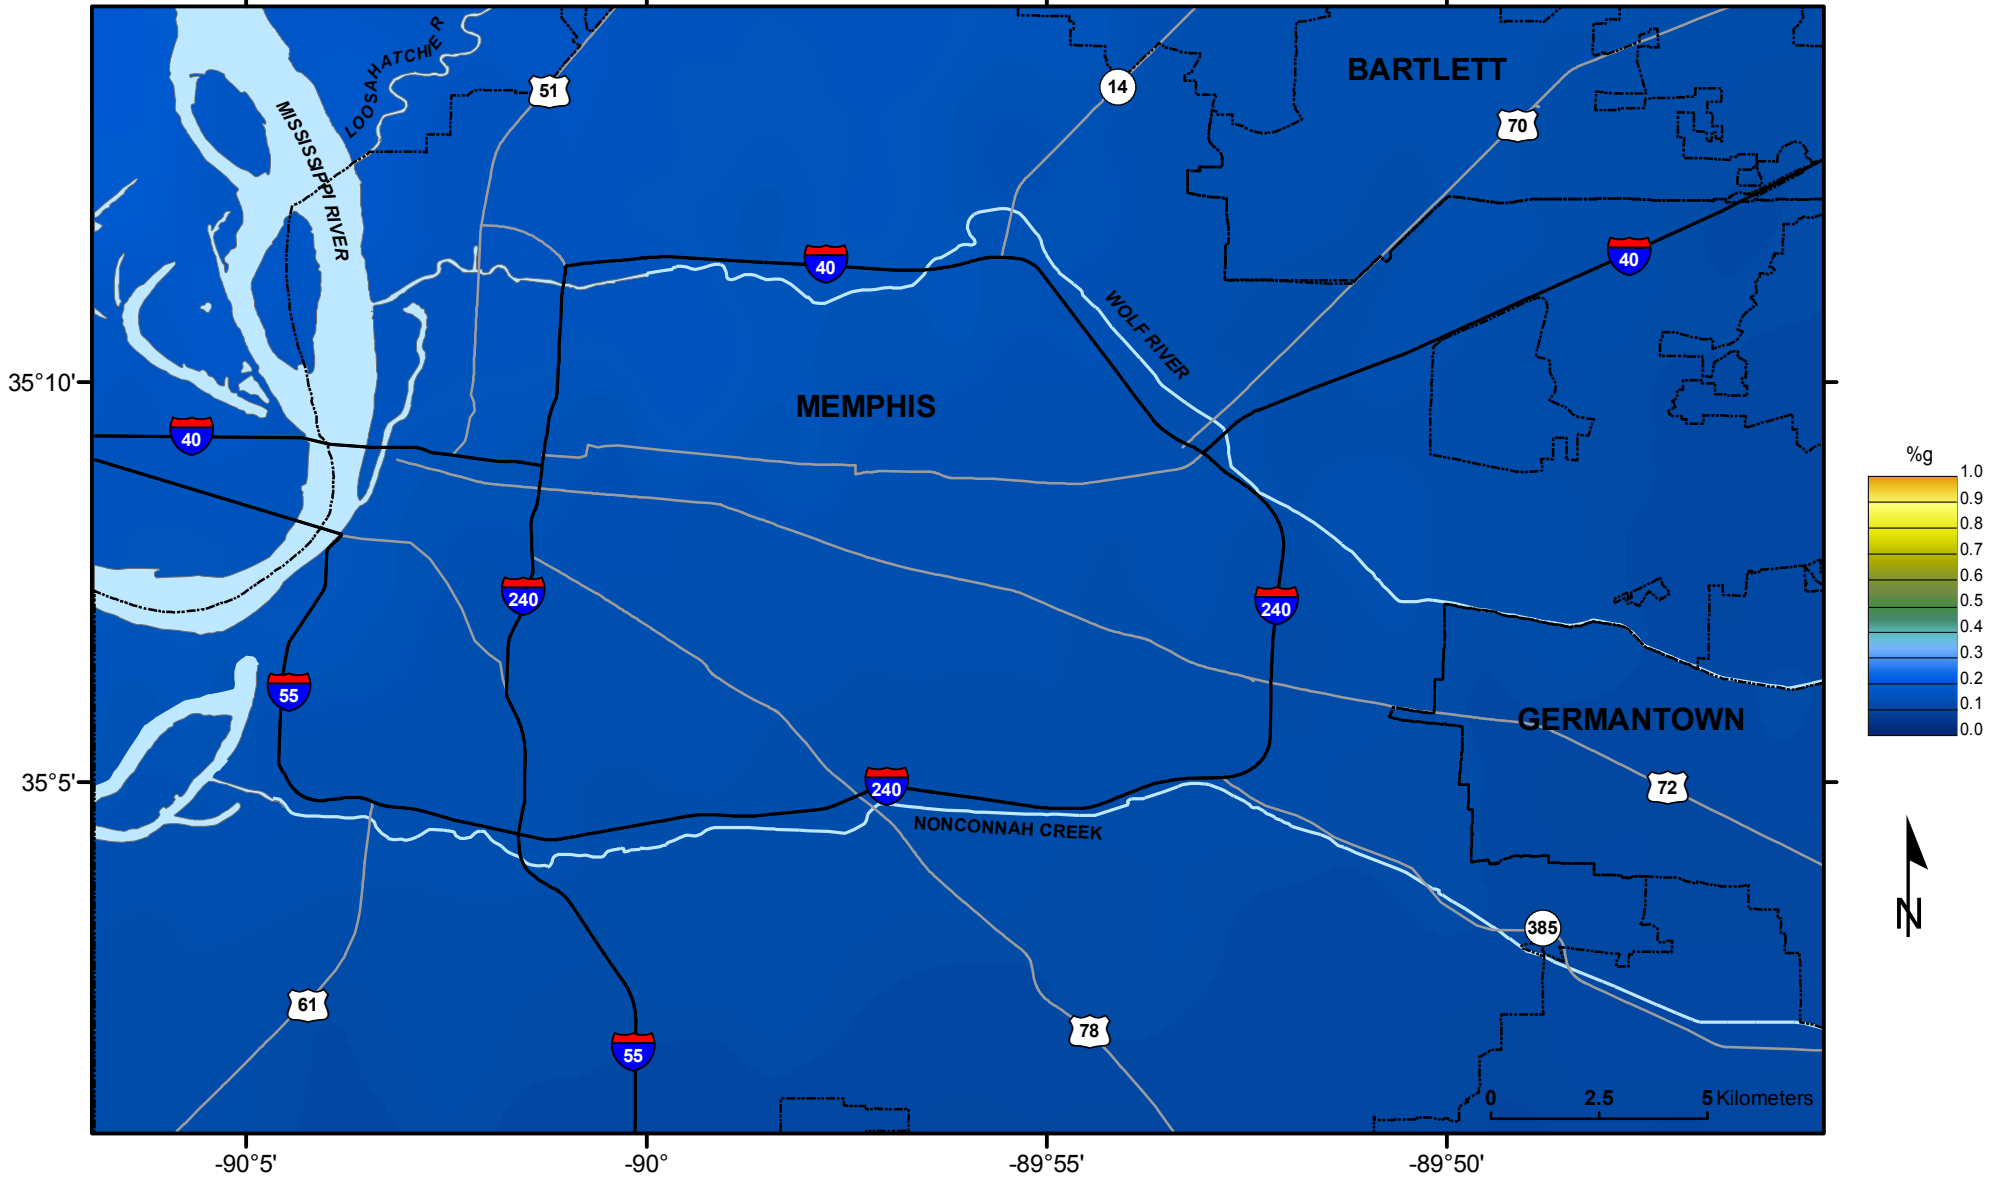 LOOSAHATCHIE R
51
14
BARTLETT
70
MISSISSIPPI RIVER
40
40
WOLF RIVER
35°10'
MEMPHIS
40
%g
1.0
0.9
0.8
0.7
0.6
0.5
0.4
0.3
0.2
0.1
0.0
240
240
55
GERMANTOWN
35°5'
240
72
NONCONNAH CREEK
385
N
61
78
55
0 2.5 5 Kilometers
-90°5' -90° -89°55' -89°50'